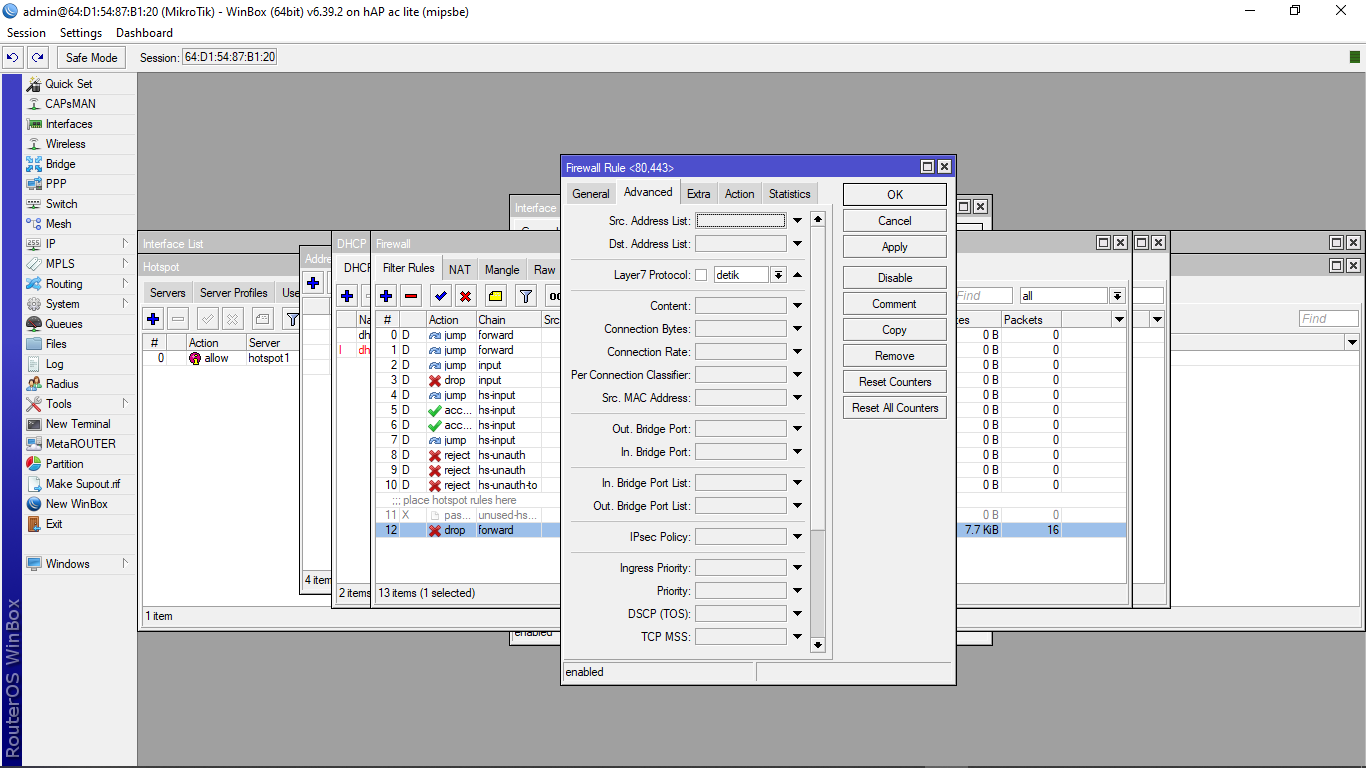 admin@64:D1:54:87:B1:20 (MikroTik) - WinBox (64bit) v6.39.2 on hAP ac lite (mipsbe)
Session Settings Dashboard
Safe Mode Session: 64:D1:54:87:B1:20
Quick Set
CAPsMAN
Interfaces
Wireless
Bridge
PPP
Switch
Mesh
IP
MPLS
Routing
System
Queues
Files
Log
Radius
Tools
New Terminal
MetaROUTER
Partition
Make Supout.rif
New WinBox
Exit
Windows
RouterOS WinBox
Interface List
Hotspot
Servers Server Profiles
# Action Server
0 allow hotspot1
1 item
4 item
DHCP
DHCP
2 items
Interface
enabled
Firewall
Filter Rules NAT Mangle Raw
Find all
# Action Chain Packets
0 D jump forward 0 B 0
1 D jump forward 0 B 0
2 D jump input 0 B 0
3 D drop input 0 B 0
4 D jump hs-input 0 B 0
5 D acc... hs-input 0 B 0
6 D acc... hs-input 0 B 0
7 D jump hs-input 0 B 0
8 D reject hs-unauth 0 B 0
9 D reject hs-unauth 0 B 0
10 D reject hs-unauth-to 0 B 0
;;; place hotspot rules here
11 X pas... unused-hs... 0 B 0
12 drop forward 7.7 KiB 16
13 items (1 selected)
Firewall Rule <80,443>
General Advanced Extra Action Statistics
Src. Address List:
Dst. Address List:
Layer7 Protocol: detik
Content:
Connection Bytes:
Connection Rate:
Per Connection Classifier:
Src. MAC Address:
Out. Bridge Port:
In. Bridge Port:
In. Bridge Port List:
Out. Bridge Port List:
IPsec Policy:
Ingress Priority:
Priority:
DSCP (TOS):
TCP MSS:
enabled
OK
Cancel
Apply
Disable
Comment
Copy
Remove
Reset Counters
Reset All Counters
Find